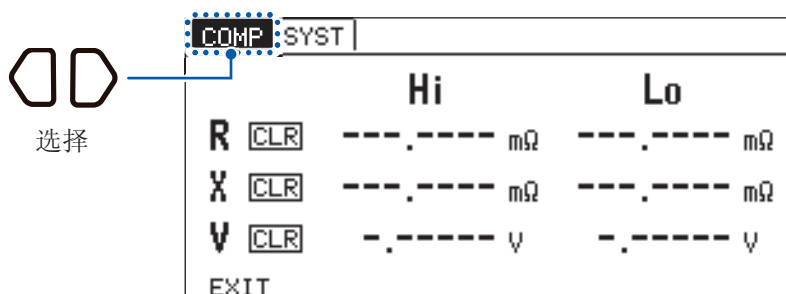 COMP SYST
Hi Lo
选择
R CLR ---.---- mΩ ---.---- mΩ
X CLR ---.---- mΩ ---.---- mΩ
V CLR -.----- V -.----- V
EXIT